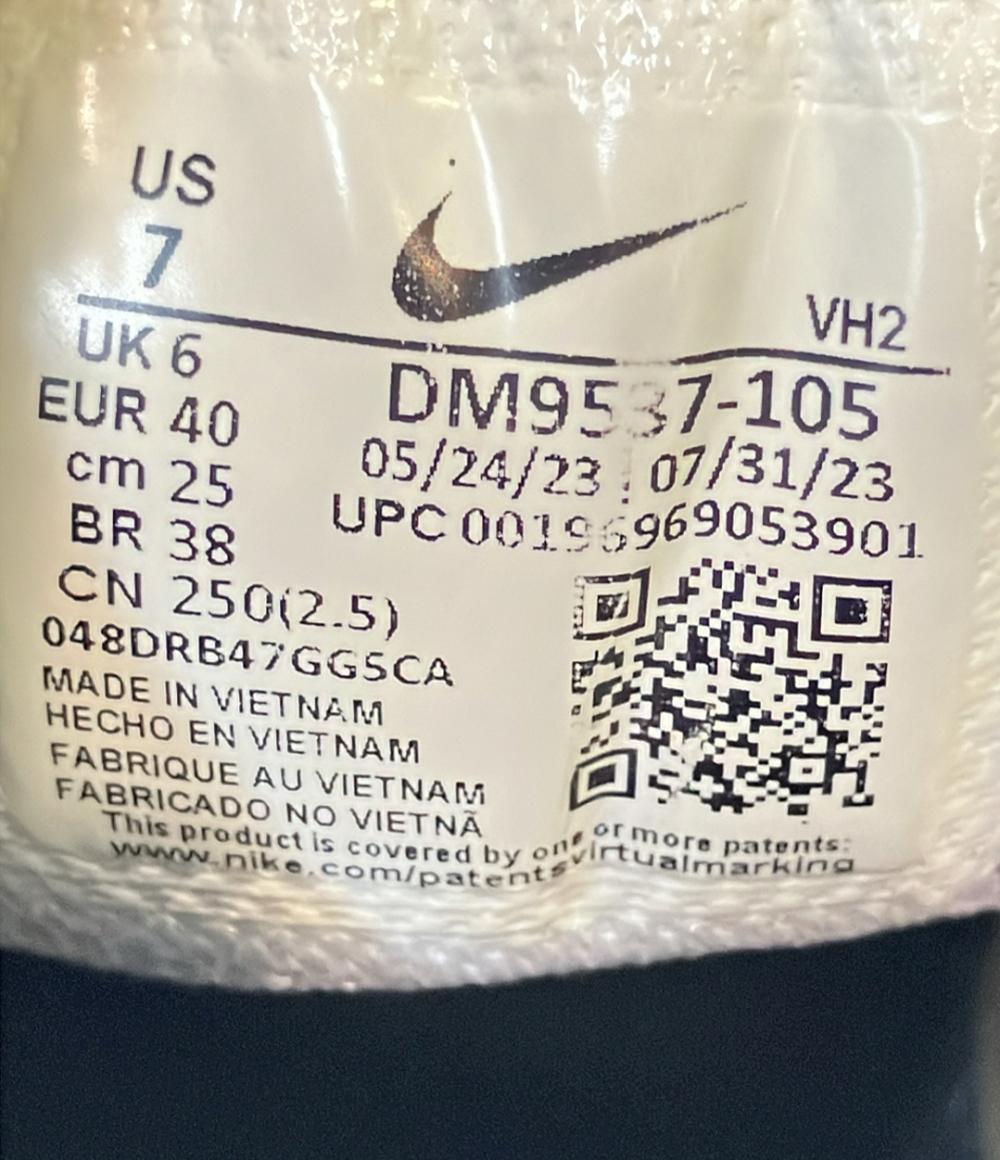 US
7
VH2
UK 6
EUR 40
cm 25
BR 38
CN 250(2.5)
DM9537-105
05/24/23 : 07/31/23
UPC 00196969053901
048DRB47GG5CA
MADE IN VIETNAM
HECHO EN VIETNAM
FABRIQUE AU VIETNAM
FABRICADO NO VIETNÃ
This product is covered by one or more patents:
www.nike.com/patentsvirtualmarking